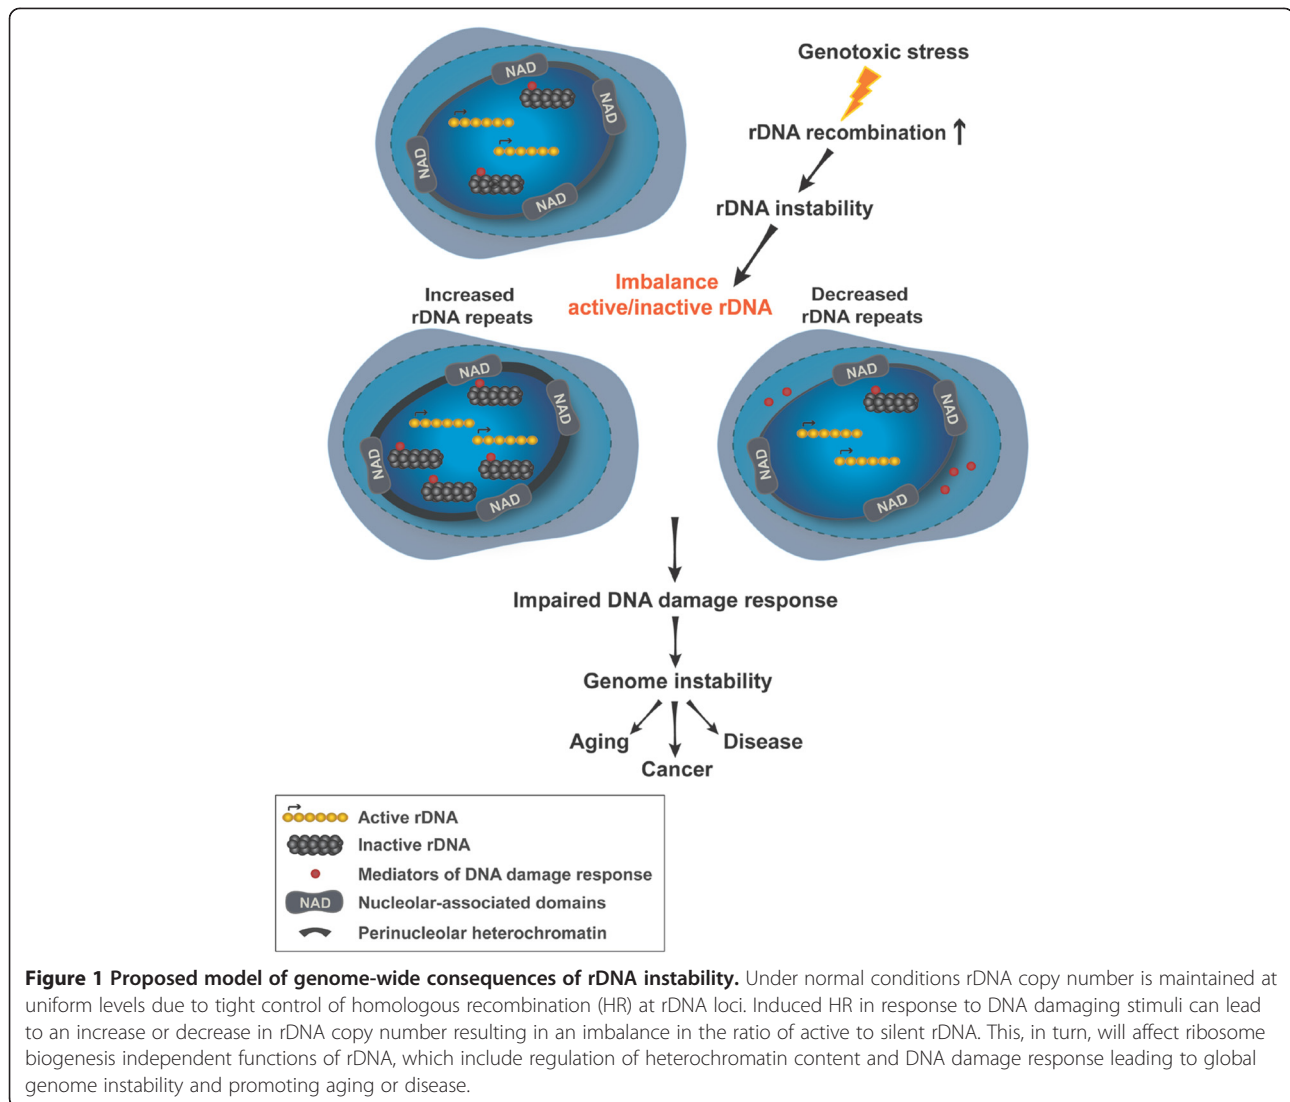 NAD
NAD
NAD
NAD
Genotoxic stress
rDNA recombination ↑
rDNA instability
Imbalance
active/inactive rDNA
Increased
rDNA repeats
Decreased
rDNA repeats
NAD
NAD
NAD
NAD
NAD
NAD
NAD
NAD
Impaired DNA damage response
Genome instability
Aging
Disease
Cancer
Active rDNA
Inactive rDNA
Mediators of DNA damage response
NAD Nucleolar-associated domains
Perinucleolar heterochromatin
Figure 1 Proposed model of genome-wide consequences of rDNA instability. Under normal conditions rDNA copy number is maintained at
uniform levels due to tight control of homologous recombination (HR) at rDNA loci. Induced HR in response to DNA damaging stimuli can lead
to an increase or decrease in rDNA copy number resulting in an imbalance in the ratio of active to silent rDNA. This, in turn, will affect ribosome
biogenesis independent functions of rDNA, which include regulation of heterochromatin content and DNA damage response leading to global
genome instability and promoting aging or disease.